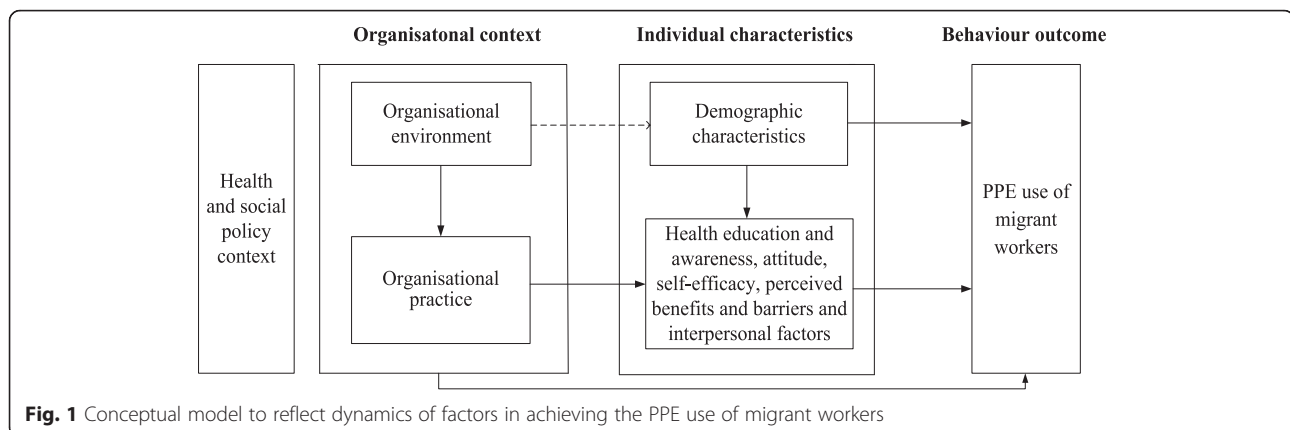 Organisatonal context
Individual characteristics
Behaviour outcome
Health
and social
policy
context
Organisational
environment
Organisational
practice
Demographic
characteristics
Health education and
awareness, attitude,
self-efficacy, perceived
benefits and barriers and
interpersonal factors
PPE use of
migrant
workers
Fig. 1 Conceptual model to reflect dynamics of factors in achieving the PPE use of migrant workers